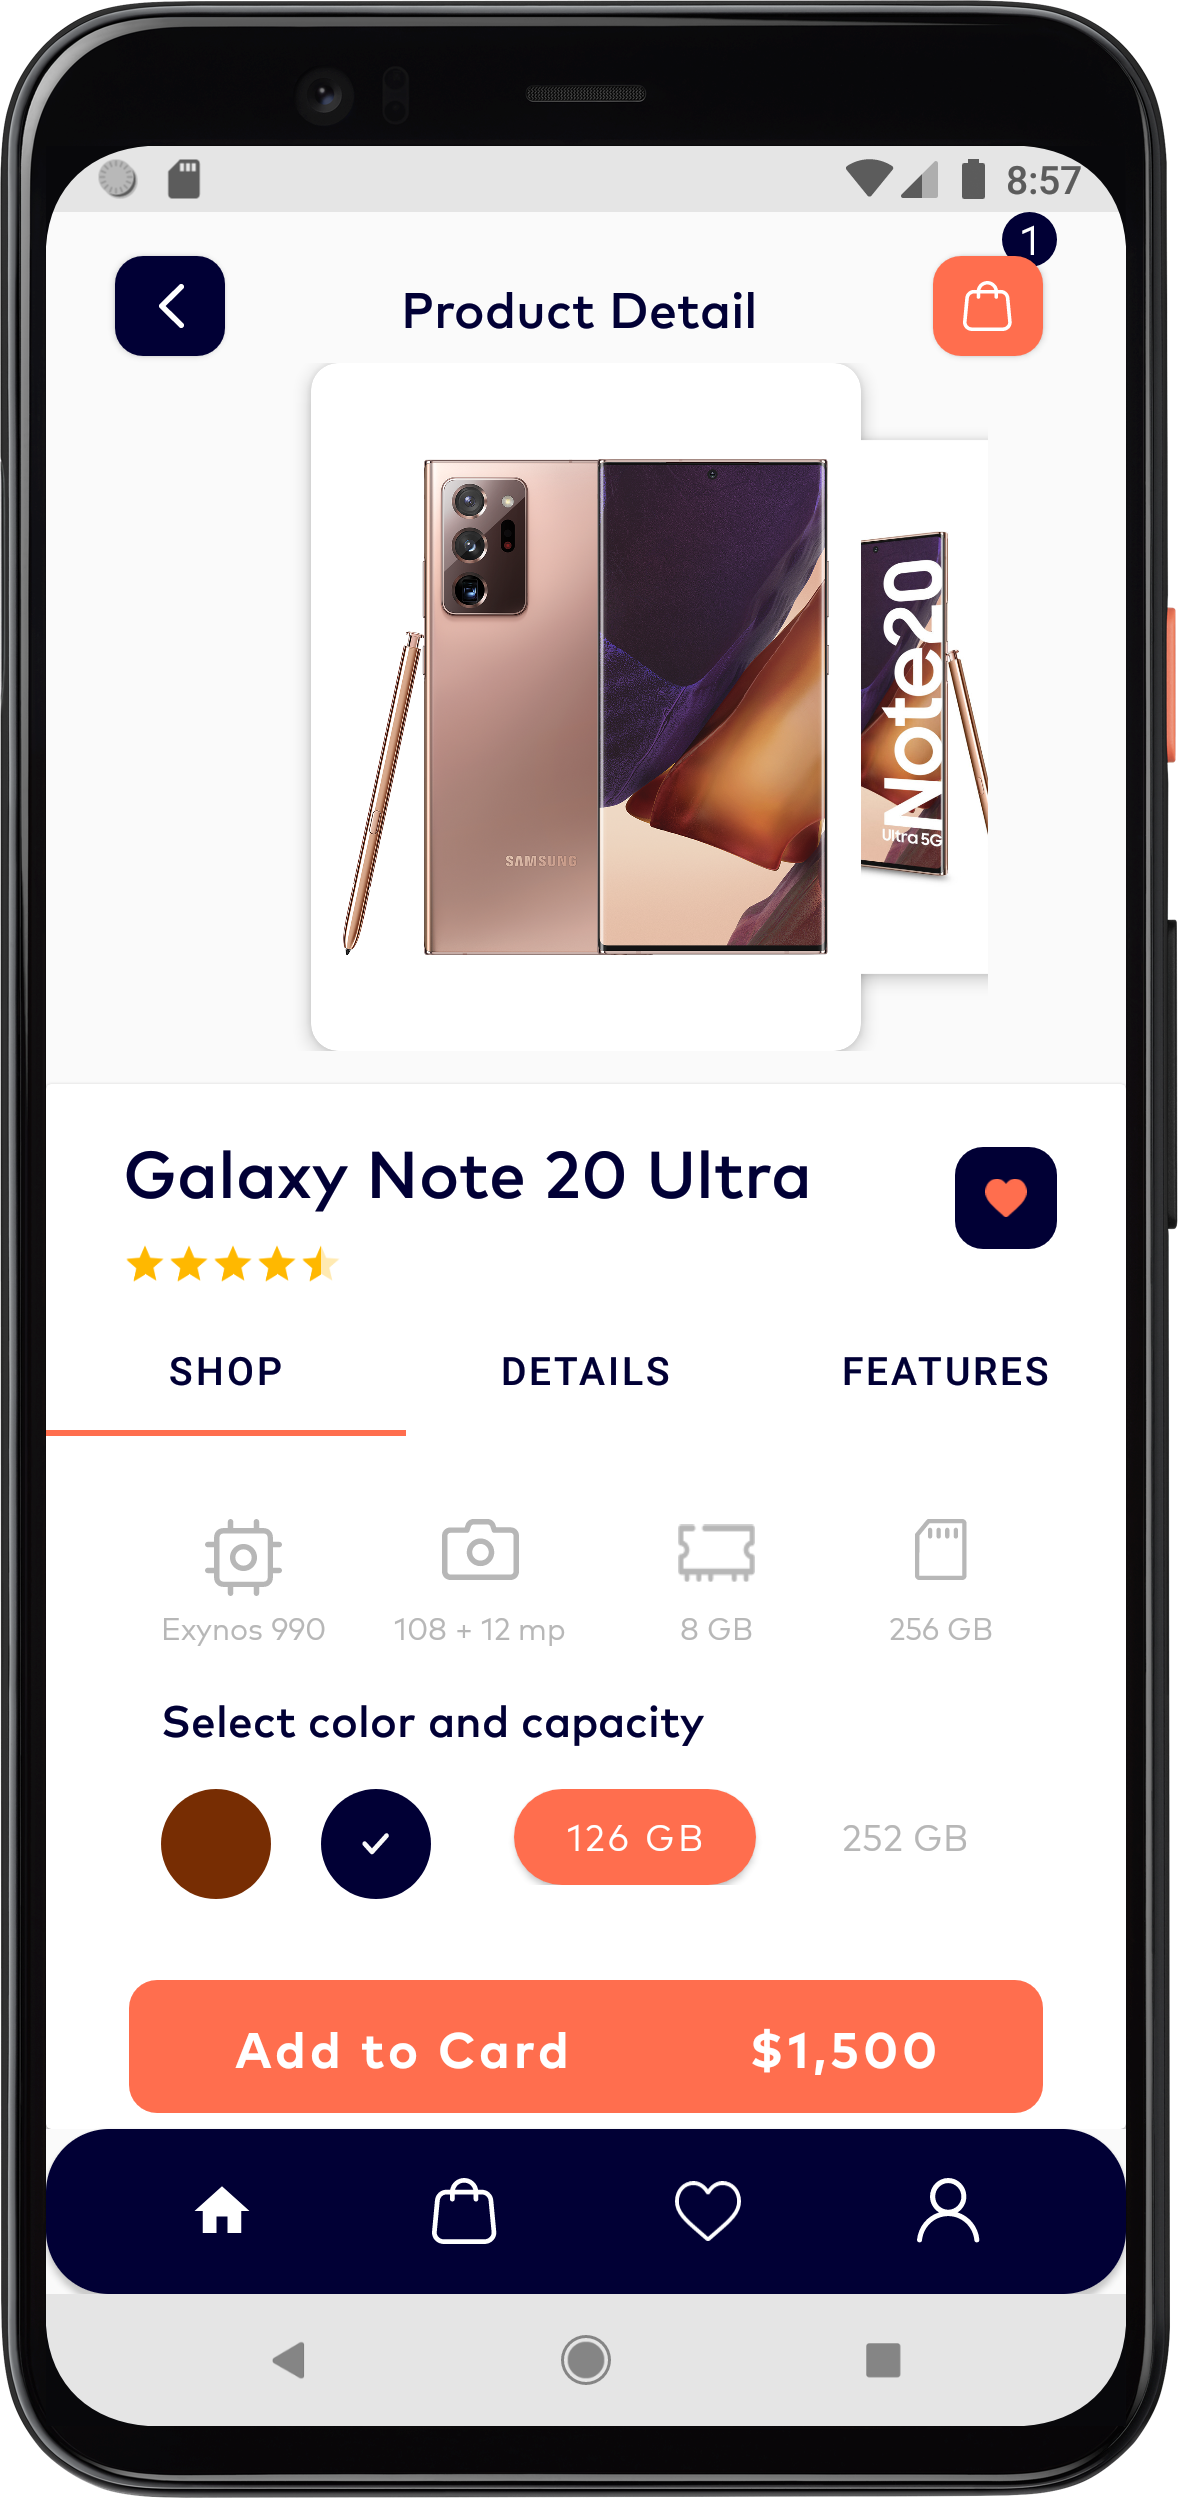 8:57
1
Product Detail
SAMSUNG
Note20
Ultra 5G
Galaxy Note 20 Ultra
SHOP DETAILS FEATURES
Exynos 990 108 + 12 mp 8 GB 256 GB
Select color and capacity
126 GB 252 GB
Add to Card $1,500